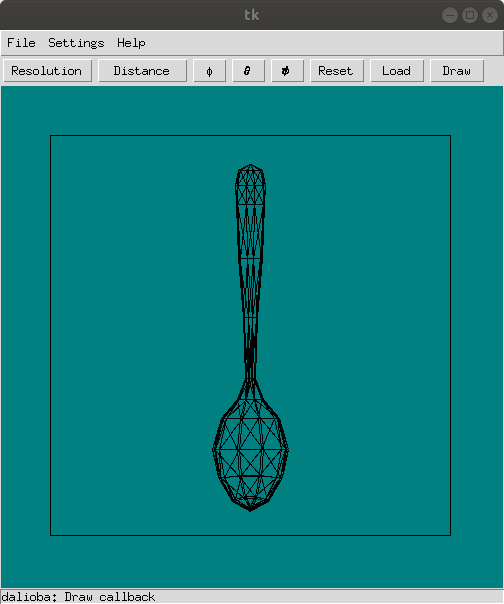 tk
File Settings Help
Resolution Distance ϕ θ ψ Reset Load Draw
dalioba: Draw callback